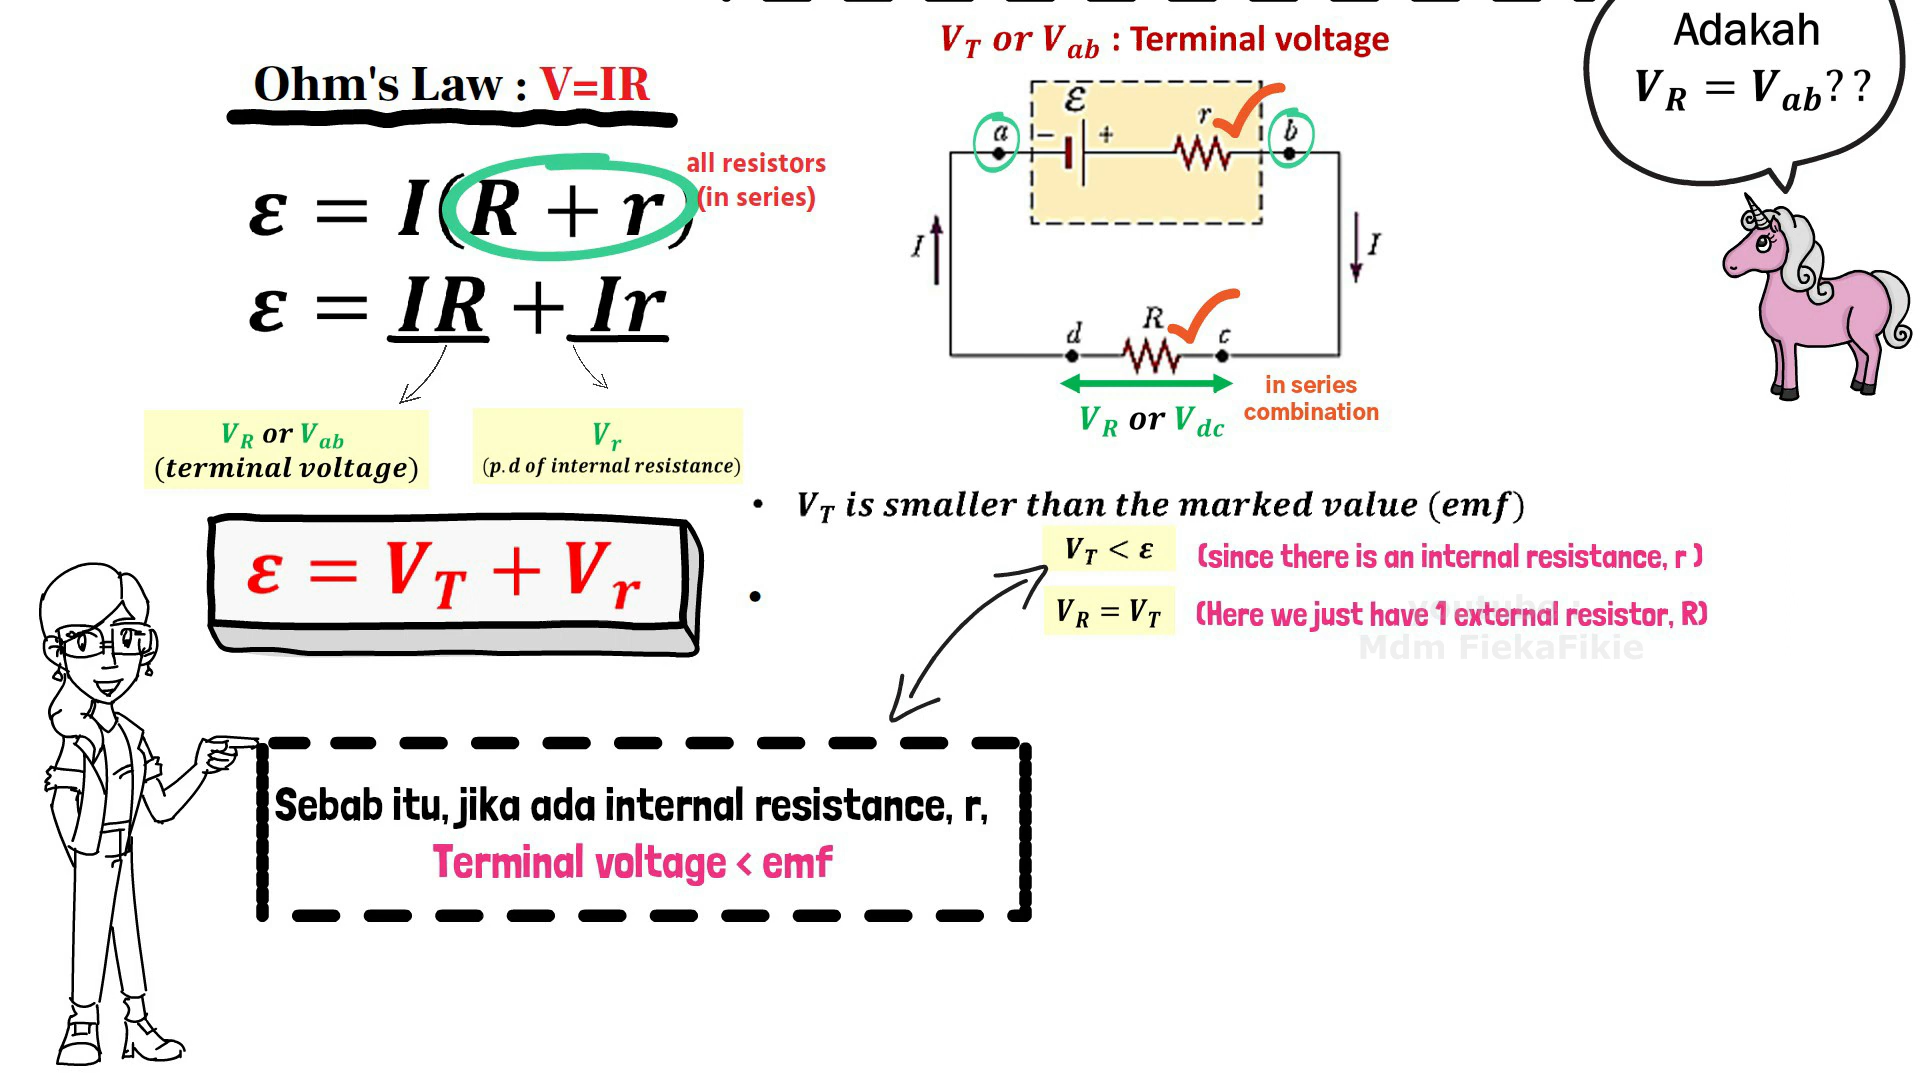 Ohm's Law : V=IR
ε = I(R + r)
all resistors
(in series)
ε = IR + Ir
V_R or V_ab
(terminal voltage)
V_r
(p.d of internal resistance)
ε = V_T + V_r
V_T or V_ab : Terminal voltage
ε
r
a
- +
b
I
I
R
d
c
V_R or V_dc
in series
combination
Adakah
V_R = V_ab??
• V_T is smaller than the marked value (emf)
V_T < ε (since there is an internal resistance, r )
•
V_R = V_T (Here we just have 1 external resistor, R)
youtube :
Mdm FiekaFikie
Sebab itu, jika ada internal resistance, r,
Terminal voltage < emf